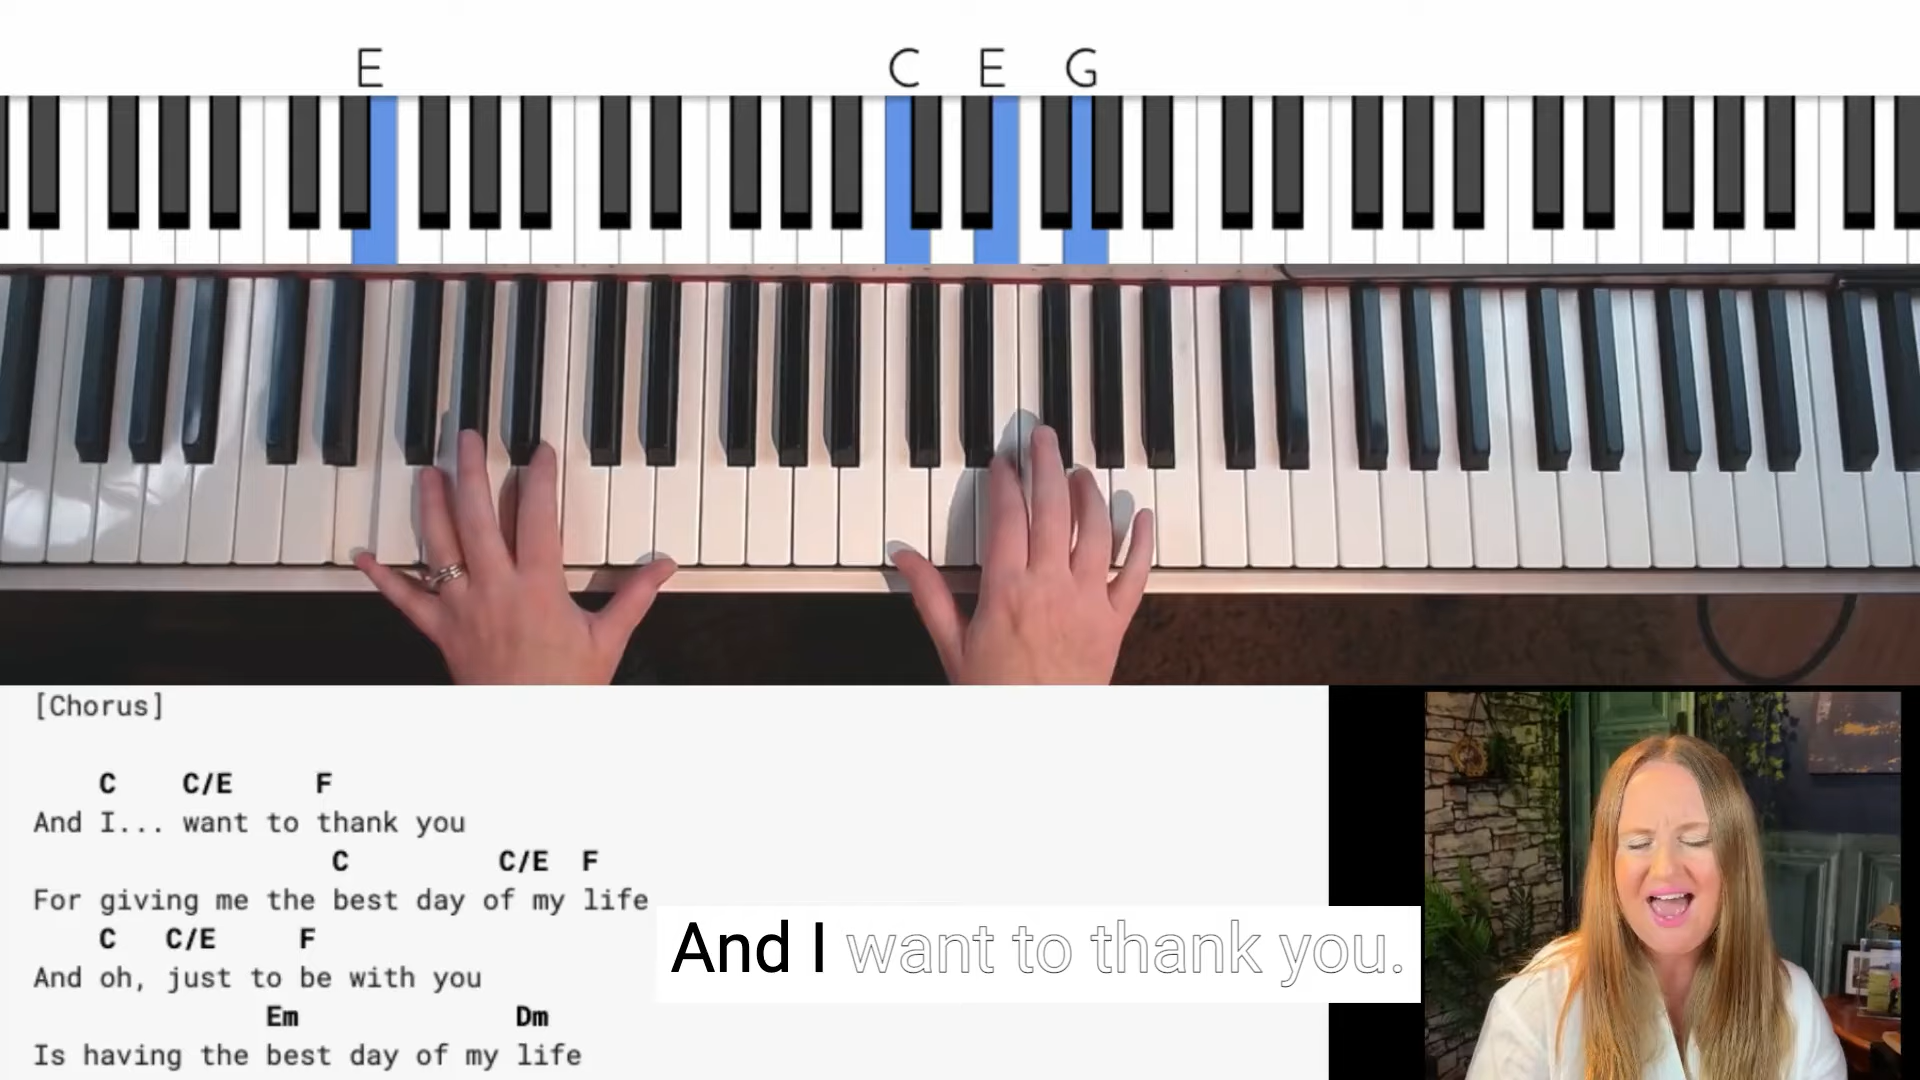 E C E G
[Chorus]
C C/E F
And I... want to thank you
C C/E F
For giving me the best day of my life
And I want to thank you.
C C/E F
And oh, just to be with you
Em Dm
Is having the best day of my life